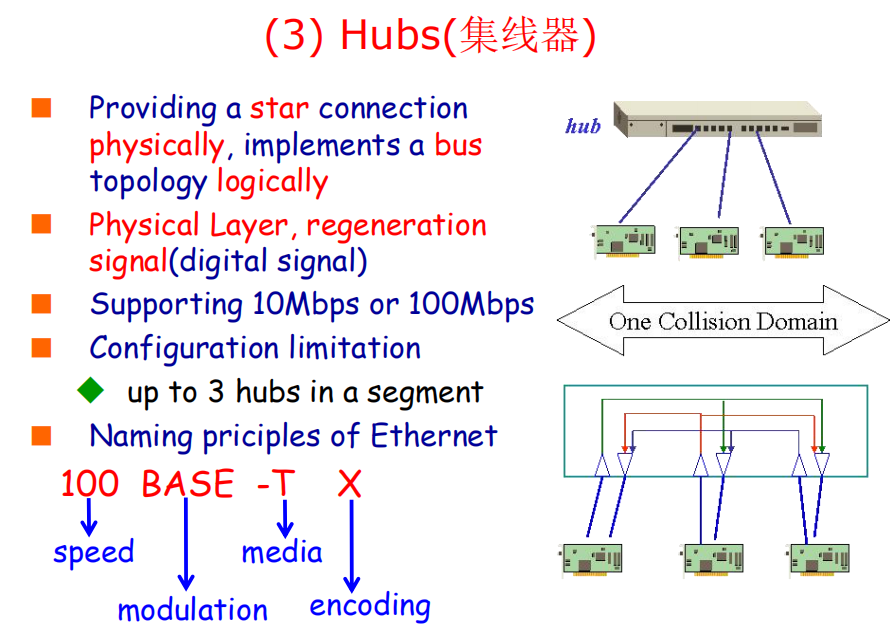 (3) Hubs(集线器)
Providing a star connection
physically, implements a bus
topology logically
Physical Layer, regeneration
signal(digital signal)
Supporting 10Mbps or 100Mbps
Configuration limitation
up to 3 hubs in a segment
Naming priciples of Ethernet
100 BASE -T X
speed
media
modulation
encoding
hub
One Collision Domain